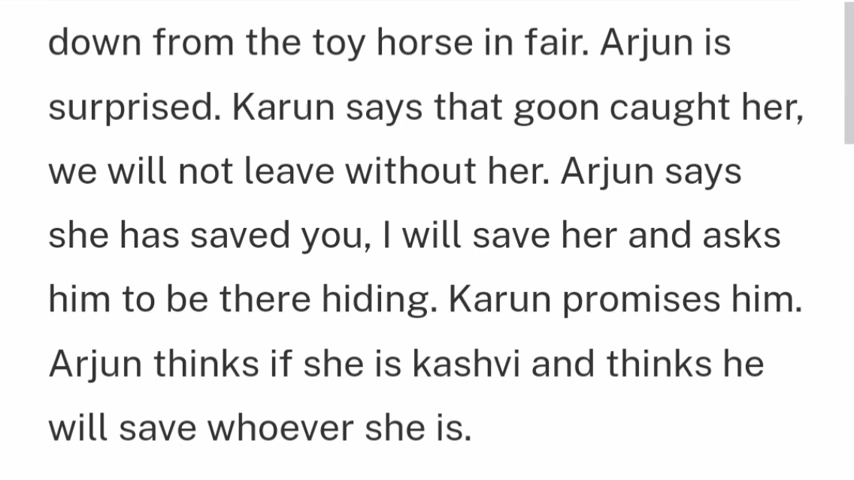 down from the toy horse in fair. Arjun is
surprised. Karun says that goon caught her,
we will not leave without her. Arjun says
she has saved you, I will save her and asks
him to be there hiding. Karun promises him.
Arjun thinks if she is kashvi and thinks he
will save whoever she is.